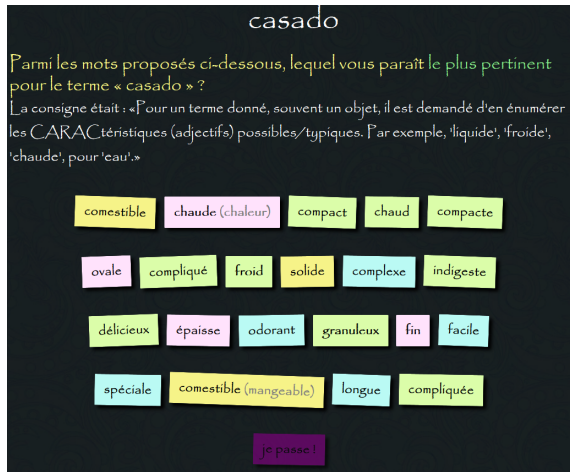 casado
Parmi les mots proposés ci-dessous, lequel vous paraît le plus pertinent
pour le terme « casado » ?
La consigne était : «Pour un terme donné, souvent un objet, il est demandé d'en énumérer
les CARACtéristiques (adjectifs) possibles/typiques. Par exemple, 'liquide', 'froide',
'chaude', pour 'eau'.»
comestible chaude (chaleur) compact chaud compacte
ovale compliqué froid solide complexe indigeste
délicieux épaisse odorant granuleux fin facile
spéciale comestible (mangeable) longue compliquée
je passe !